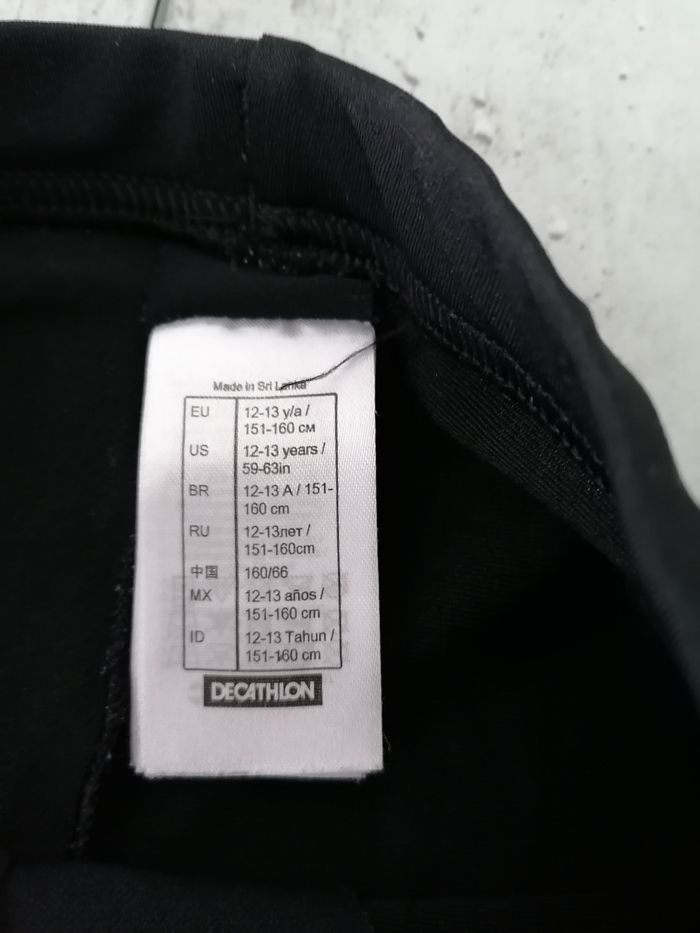 Made in Sri Lanka
EU 12-13 y/a /
151-160 см
US 12-13 years /
59-63in
BR 12-13 A / 151-
160 cm
RU 12-13лет /
151-160cm
中国 160/66
MX 12-13 años /
151-160 cm
ID 12-13 Tahun /
151-160 cm
DECATHLON